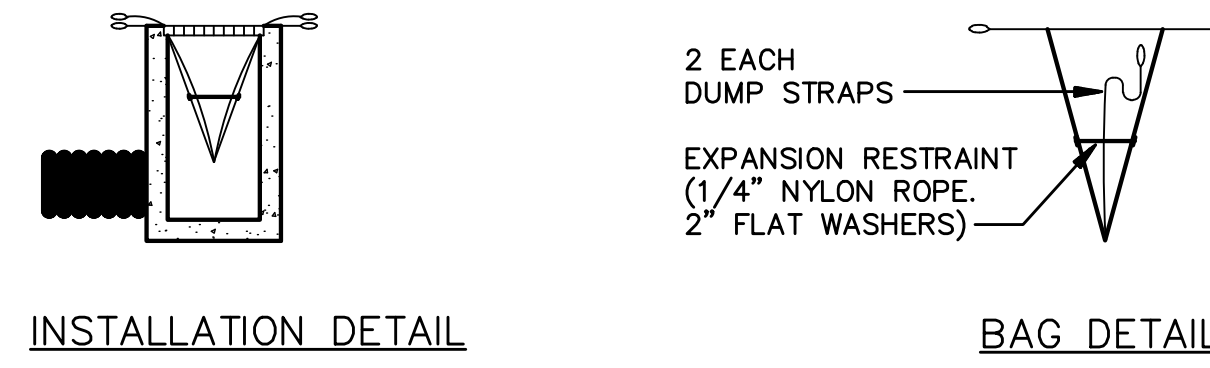 2 EACH
DUMP STRAPS
EXPANSION RESTRAINT
(1/4" NYLON ROPE.
2" FLAT WASHERS)
INSTALLATION DETAIL
BAG DETAIL